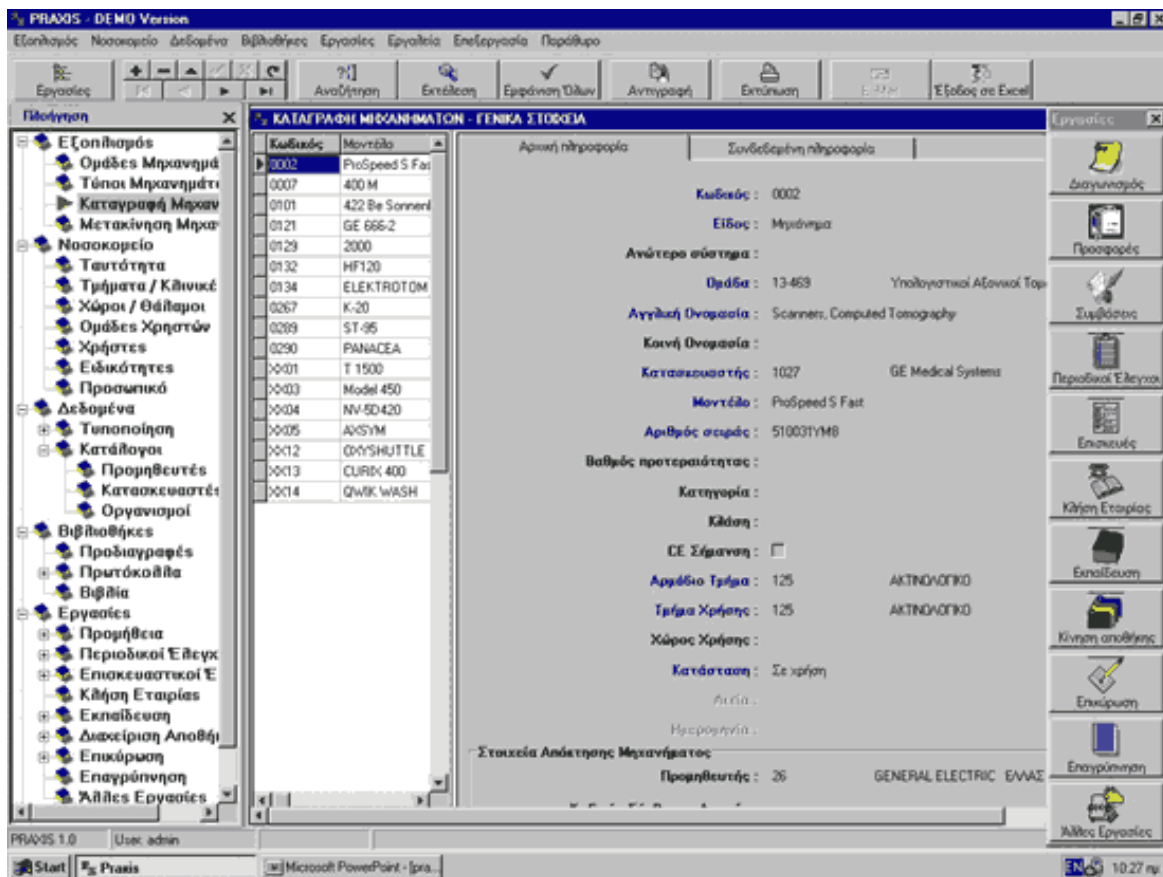 PRAXIS - DEMO Version
Εξοπλισμός Νοσοκομείο Δεδομένα Βιβλιοθήκες Εργασίες Εργαλεία Επεξεργασία Παράθυρο
Εργασίες Αναζήτηση Εκτέλεση Εμφάνιση Όλων Αντιγραφή Εκτύπωση Έξοδος σε Excel
Πλοήγηση
Εξοπλισμός
Ομάδες Μηχανημά
Τύποι Μηχανημάτ
Καταγραφή Μηχαν
Μετακίνηση Μηχα
Νοσοκομείο
Ταυτότητα
Τμήματα / Κλινικέ
Χώροι / Θάλαμοι
Ομάδες Χρηστών
Χρήστες
Ειδικότητες
Προσωπικό
Δεδομένα
Τυποποίηση
Κατάλογοι
Προμηθευτές
Κατασκευαστές
Οργανισμοί
Βιβλιοθήκες
Προδιαγραφές
Πρωτόκολλα
Βιβλία
Εργασίες
Προμήθεια
Περιοδικοί Έλεγχ
Επισκευαστικοί Έ
Κλήση Εταιρίας
Εκπαίδευση
Διαχείριση Αποθή
Επικύρωση
Επαγρύπνηση
Άλλες Εργασίες
ΚΑΤΑΓΡΑΦΗ ΜΗΧΑΝΗΜΑΤΩΝ - ΓΕΝΙΚΑ ΣΤΟΙΧΕΙΑ
Κωδικός Μοντέλο
0002 ProSpeed S Fas
0007 400 M
0101 422 Be Sonnenl
0121 GE 666-2
0129 2000
0132 HF120
0134 ELEKTROTOM
0267 K-20
0289 ST-95
0290 PANACEA
XX01 T 1500
XX03 Model 450
XX04 NV-5D420
XX05 AXSYM
XX12 OXYSHUTTLE
XX13 CURIX 400
XX14 QWIK WASH
Αρχική πληροφορία Συνδεδεμένη πληροφορία
Κωδικός : 0002
Είδος : Μηχάνημα
Ανώτερο σύστημα :
Ομάδα : 13-469 Υπολογιστικοί Αξονικοί Τομ
Αγγλική Ονομασία : Scanners, Computed Tomography
Κοινή Ονομασία :
Κατασκευαστής : 1027 GE Medical Systems
Μοντέλο : ProSpeed S Fast
Αριθμός σειράς : 510031YM8
Βαθμός προτεραιότητας :
Κατηγορία :
Κλάση :
CE Σήμανση :
Αρμόδιο Τμήμα : 125 ΑΚΤΙΝΟΛΟΓΙΚΟ
Τμήμα Χρήσης : 125 ΑΚΤΙΝΟΛΟΓΙΚΟ
Χώρος Χρήσης :
Κατάσταση : Σε χρήση
Αιτία :
Ημερομηνία :
Στοιχεία Απόκτησης Μηχανήματος
Προμηθευτής : 26 GENERAL ELECTRIC ΕΛΛΑΣ
Εργασίες
Διαγωνισμός
Προσφορές
Συμβάσεις
Περιοδικοί Έλεγχοι
Επισκευές
Κλήση Εταιρίας
Εκπαίδευση
Κίνηση αποθήκης
Επικύρωση
Επαγρύπνηση
Άλλες Εργασίες
PRAXIS 1.0 User: admin
Start Praxis Microsoft PowerPoint - [pra... EN 10:27 πμ